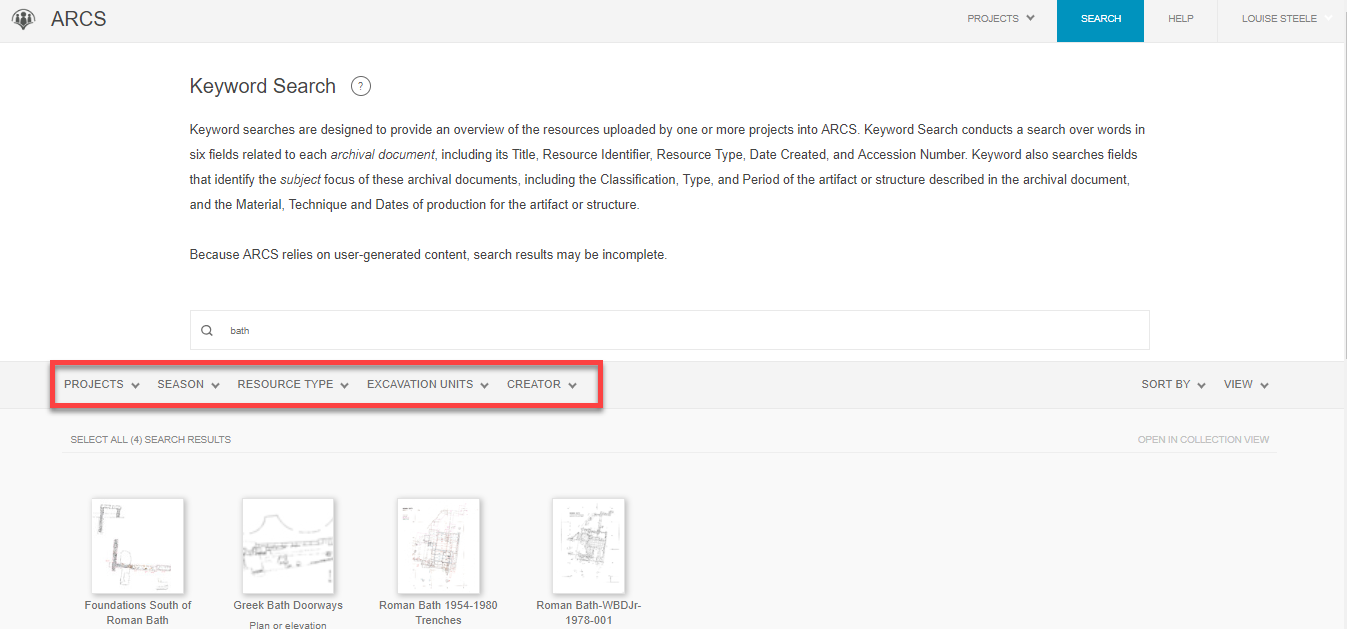 ARCS
PROJECTS
SEARCH
HELP
LOUISE STEELE
Keyword Search ?
Keyword searches are designed to provide an overview of the resources uploaded by one or more projects into ARCS. Keyword Search conducts a search over words in
six fields related to each archival document, including its Title, Resource Identifier, Resource Type, Date Created, and Accession Number. Keyword also searches fields
that identify the subject focus of these archival documents, including the Classification, Type, and Period of the artifact or structure described in the archival document,
and the Material, Technique and Dates of production for the artifact or structure.
Because ARCS relies on user-generated content, search results may be incomplete.
bath
PROJECTS
SEASON
RESOURCE TYPE
EXCAVATION UNITS
CREATOR
SORT BY
VIEW
SELECT ALL (4) SEARCH RESULTS
OPEN IN COLLECTION VIEW
Foundations South of
Roman Bath
Greek Bath Doorways
Plan or elevation
Roman Bath 1954-1980
Trenches
Roman Bath-WBDJr-
1978-001